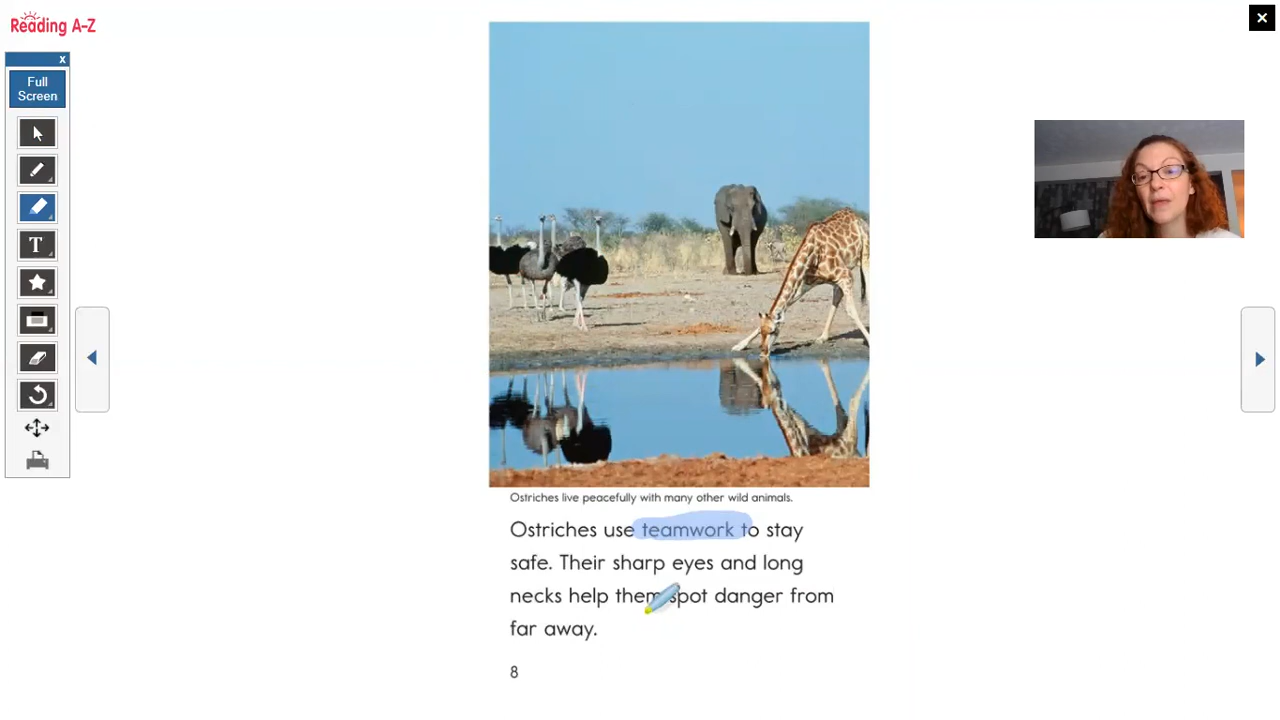 Reading A-Z
x
Full
Screen
T
Ostriches live peacefully with many other wild animals.
Ostriches use teamwork to stay
safe. Their sharp eyes and long
necks help them spot danger from
far away.
8